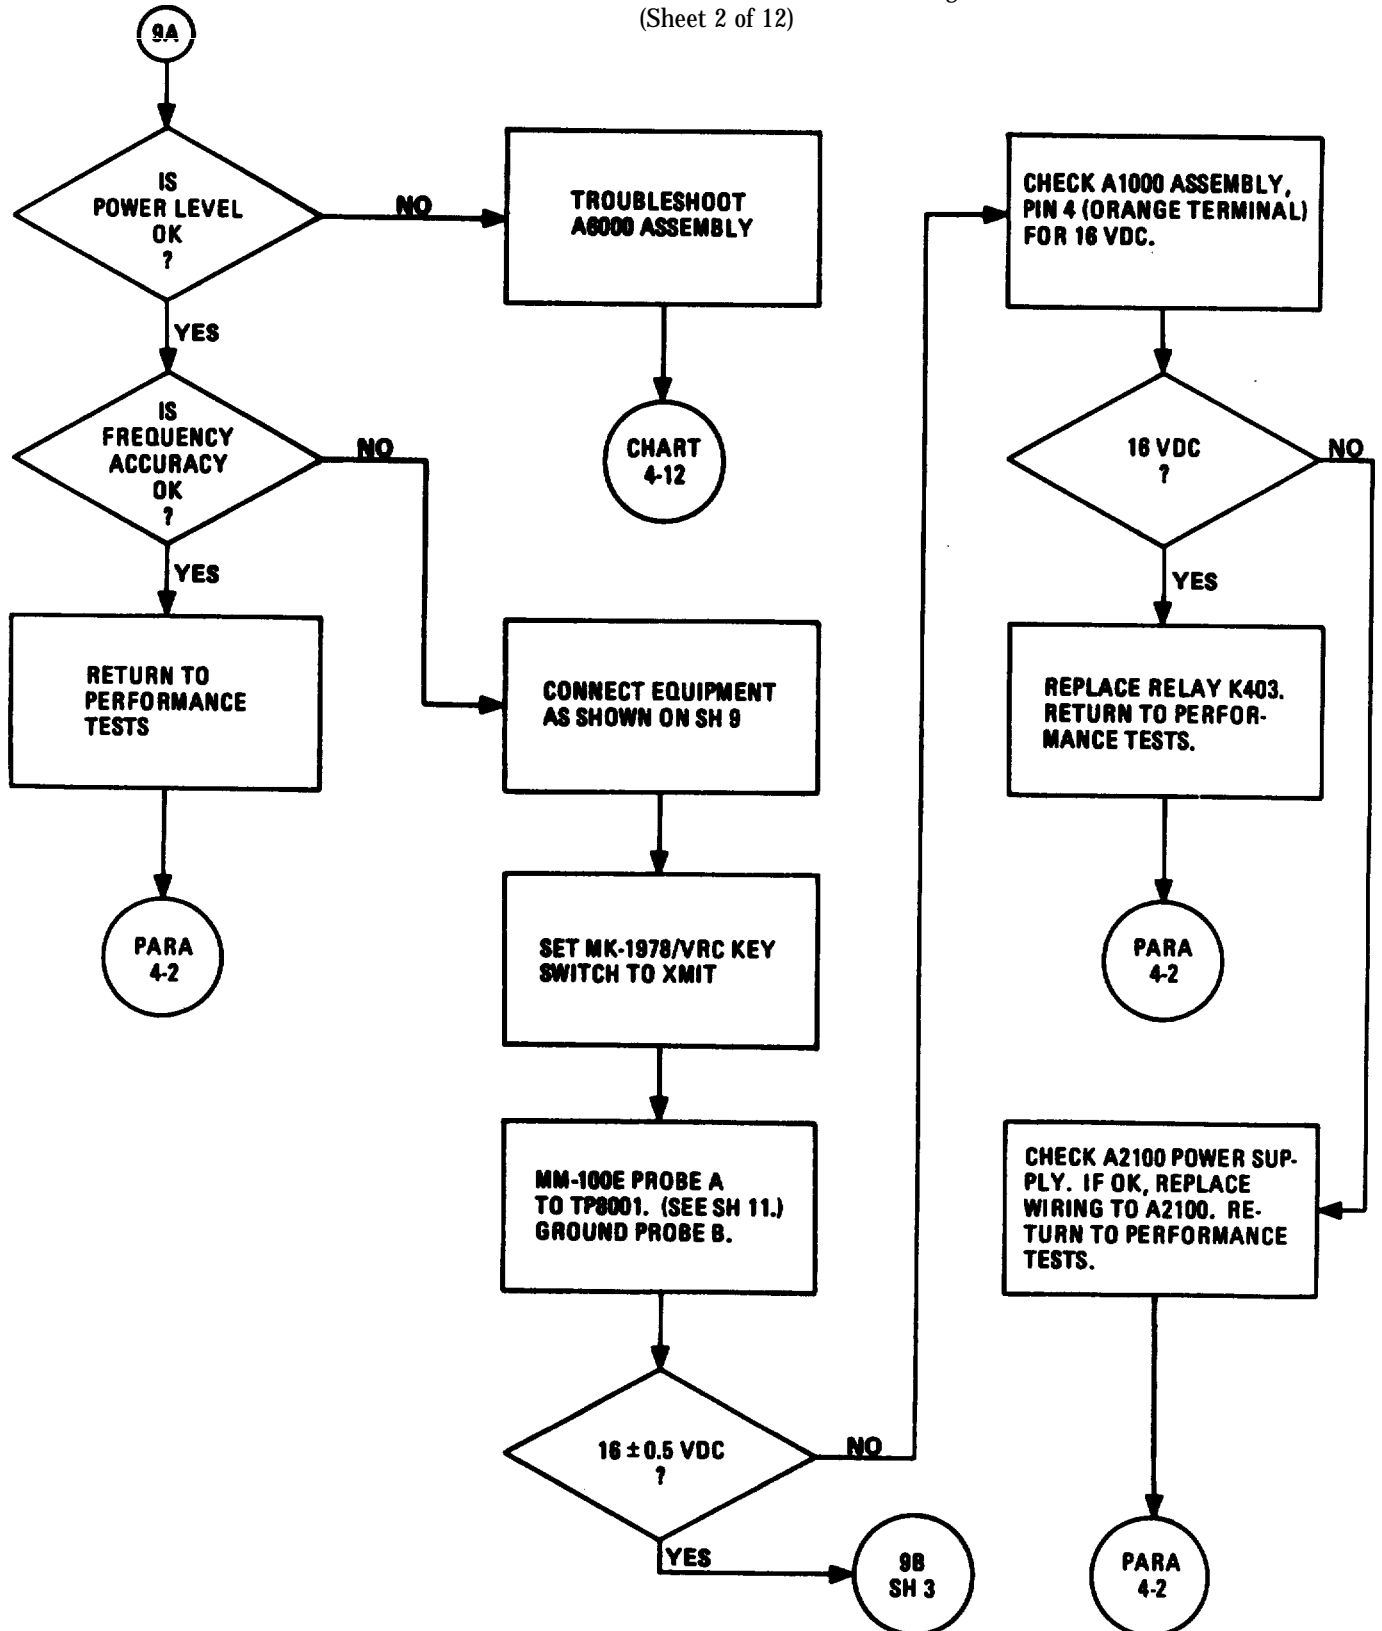 (Sheet 2 of 12)
9A
IS
POWER LEVEL
OK
?
NO
YES
TROUBLESHOOT
A6000 ASSEMBLY
CHART
4-12
IS
FREQUENCY
ACCURACY
OK
?
NO
YES
RETURN TO
PERFORMANCE
TESTS
PARA
4-2
CONNECT EQUIPMENT
AS SHOWN ON SH 9
SET MK-1978/VRC KEY
SWITCH TO XMIT
MM-100E PROBE A
TO TP8001. (SEE SH 11.)
GROUND PROBE B.
16 ± 0.5 VDC
?
NO
YES
9B
SH 3
CHECK A1000 ASSEMBLY,
PIN 4 (ORANGE TERMINAL)
FOR 16 VDC.
16 VDC
?
NO
YES
REPLACE RELAY K403.
RETURN TO PERFOR-
MANCE TESTS.
PARA
4-2
CHECK A2100 POWER SUP-
PLY. IF OK, REPLACE
WIRING TO A2100. RE-
TURN TO PERFORMANCE
TESTS.
PARA
4-2